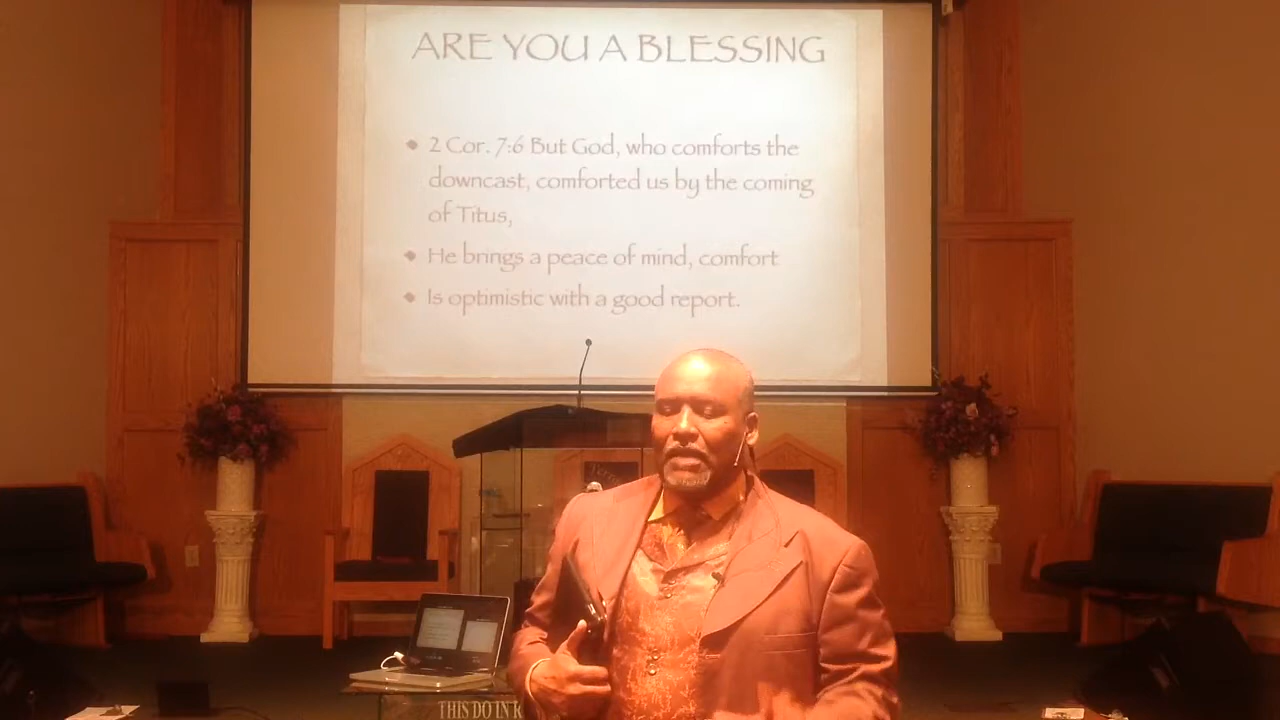 ARE YOU A BLESSING
• 2 Cor. 7:6 But God, who comforts the
downcast, comforted us by the coming
of Titus,
• He brings a peace of mind, comfort
• Is optimistic with a good report.
THIS DO IN